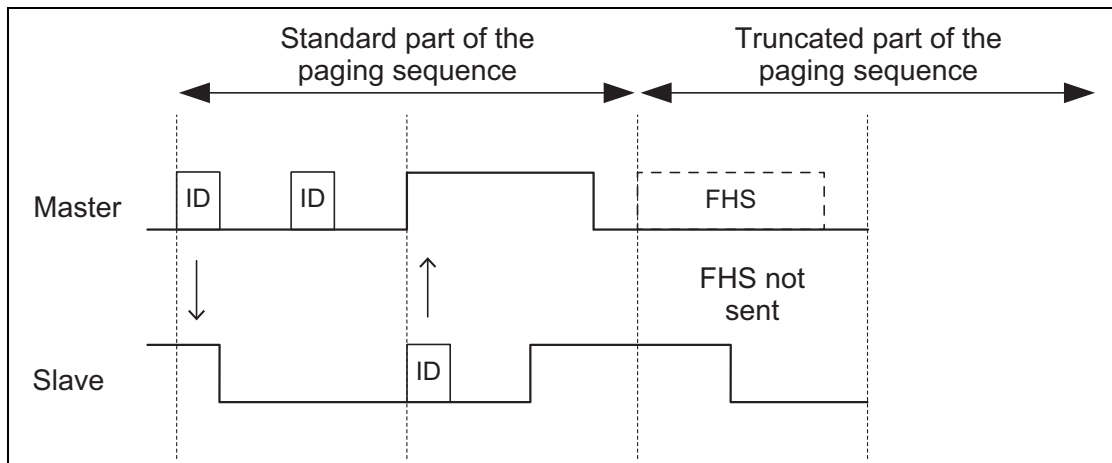 Standard part of the
paging sequence
Truncated part of the
paging sequence
Master
ID
ID
FHS
FHS not
sent
Slave
ID